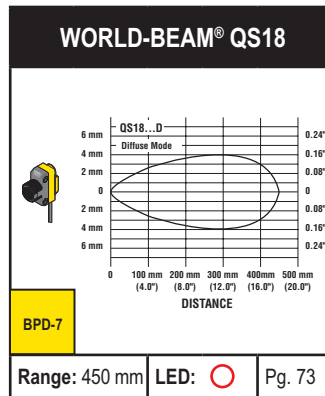 WORLD-BEAM® QS18
QS18...D
Diffuse Mode
6 mm 0.24"
4 mm 0.16"
2 mm 0.08"
0 0
2 mm 0.08"
4 mm 0.16"
6 mm 0.24"
0 100 mm 200 mm 300 mm 400mm 500 mm
(4.0") (8.0") (12.0") (16.0") (20.0")
DISTANCE
BPD-7
Range: 450 mm LED: Pg. 73